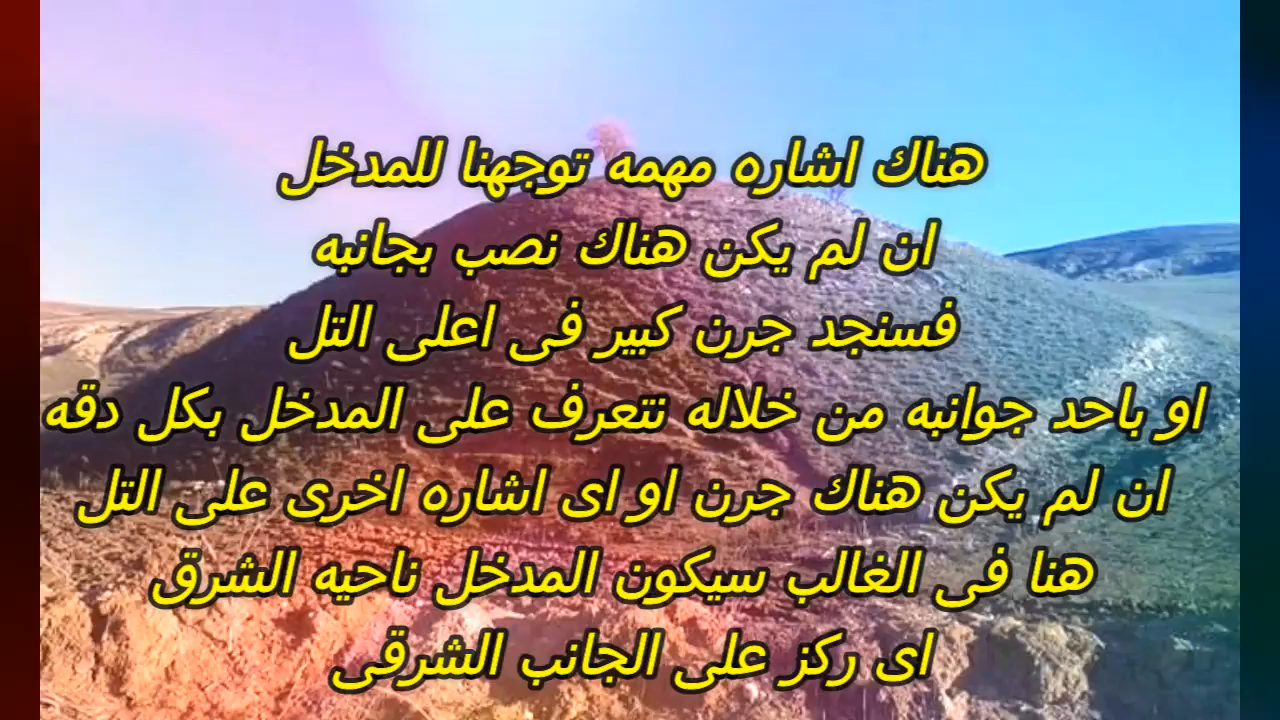 هناك اشاره مهمه توجهنا للمدخل
ان لم يكن هناك نصب بجانبه
فسنجد جرن كبير فى اعلى التل
او باحد جوانبه من خلاله نتعرف على المدخل بكل دقه
ان لم يكن هناك جرن او اى اشاره اخرى على التل
هنا فى الغالب سيكون المدخل ناحيه الشرق
اى ركز على الجانب الشرقى